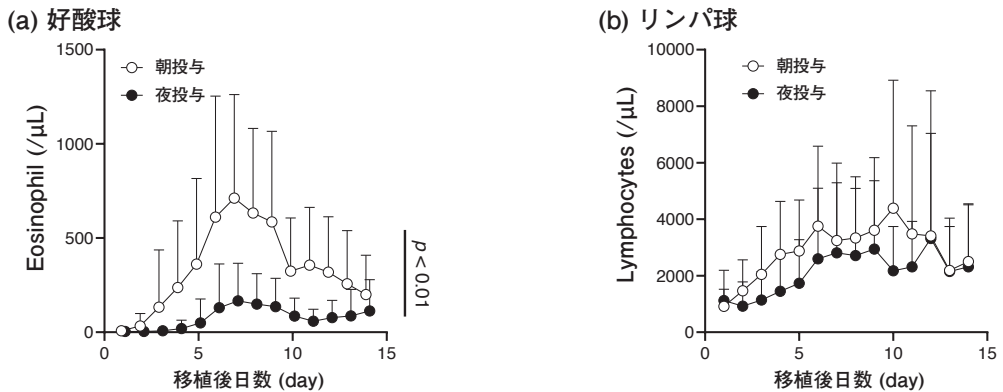 (a) 好酸球
1500
1000
500
0
Eosinophil (/μL)
朝投与
夜投与
p < 0.01
0 5 10 15
移植後日数 (day)
(b) リンパ球
10000
8000
6000
4000
2000
0
Lymphocytes (/μL)
朝投与
夜投与
0 5 10 15
移植後日数 (day)